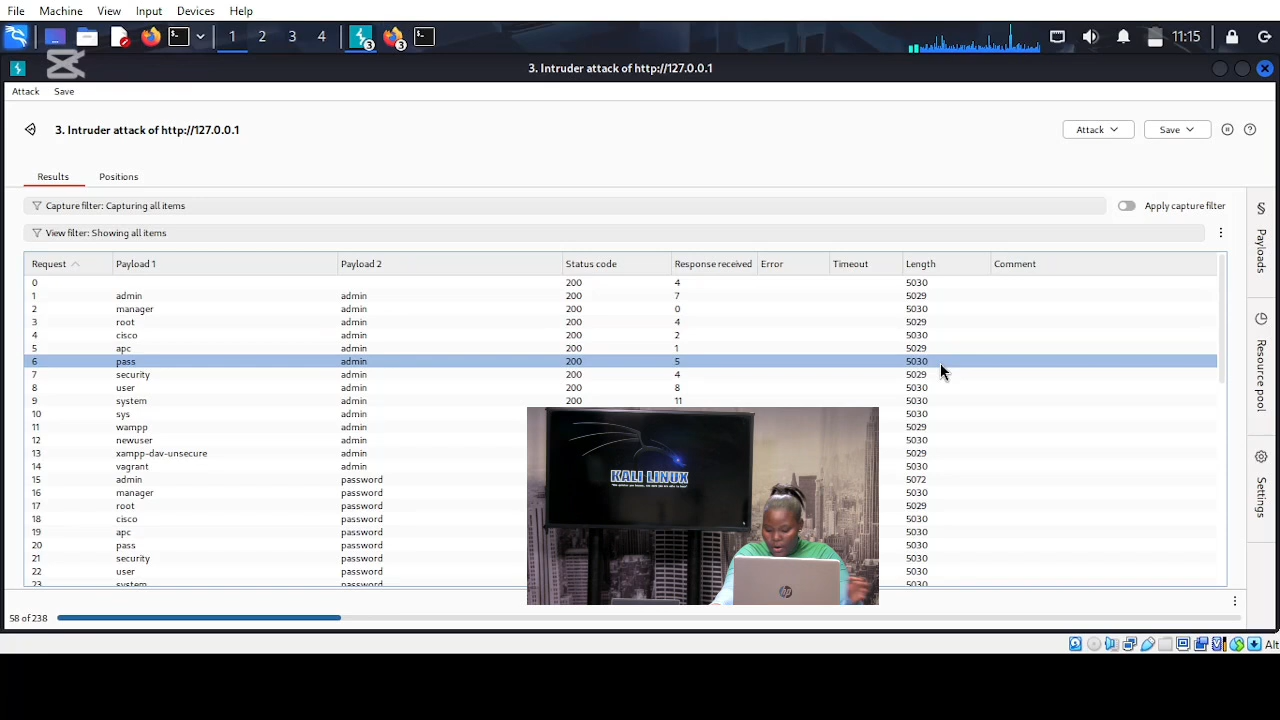 File Machine View Input Devices Help
1 2 3 4 3 3 11:15
3. Intruder attack of http://127.0.0.1
Attack Save
3. Intruder attack of http://127.0.0.1 Attack Save
Results Positions
Capture filter: Capturing all items Apply capture filter
View filter: Showing all items
Request Payload 1 Payload 2 Status code Response received Error Timeout Length Comment
0 200 4 5030
1 admin admin 200 7 5029
2 manager admin 200 0 5030
3 root admin 200 4 5029
4 cisco admin 200 2 5030
5 apc admin 200 1 5029
6 pass admin 200 5 5030
7 security admin 200 4 5029
8 user admin 200 8 5030
9 system admin 200 11 5030
10 sys admin 5030
11 wampp admin 5029
12 newuser admin 5030
13 xampp-dav-unsecure admin 5029
14 vagrant admin 5030
15 admin password 5072
16 manager password 5030
17 root password 5029
18 cisco password 5030
19 apc password 5030
20 pass password 5030
21 security password 5030
22 user password 5030
23 system password 5030
KALI LINUX
hp
Payloads
Resource pool
Settings
58 of 238
Alt